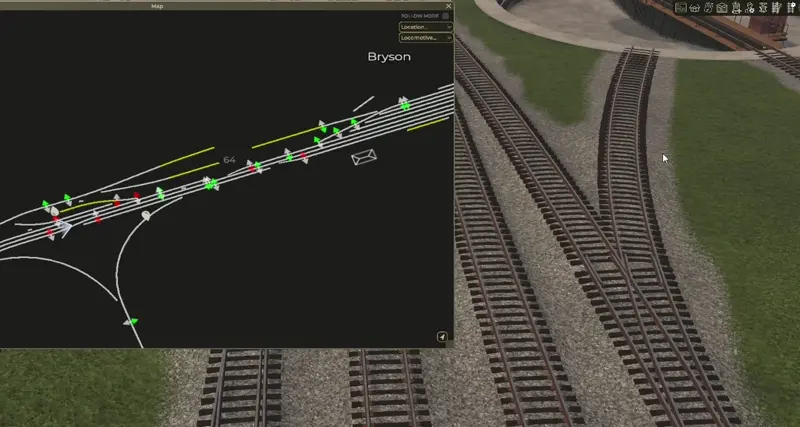 Map
FOLLOW MODE
Location...
Locomotive...
Bryson
64